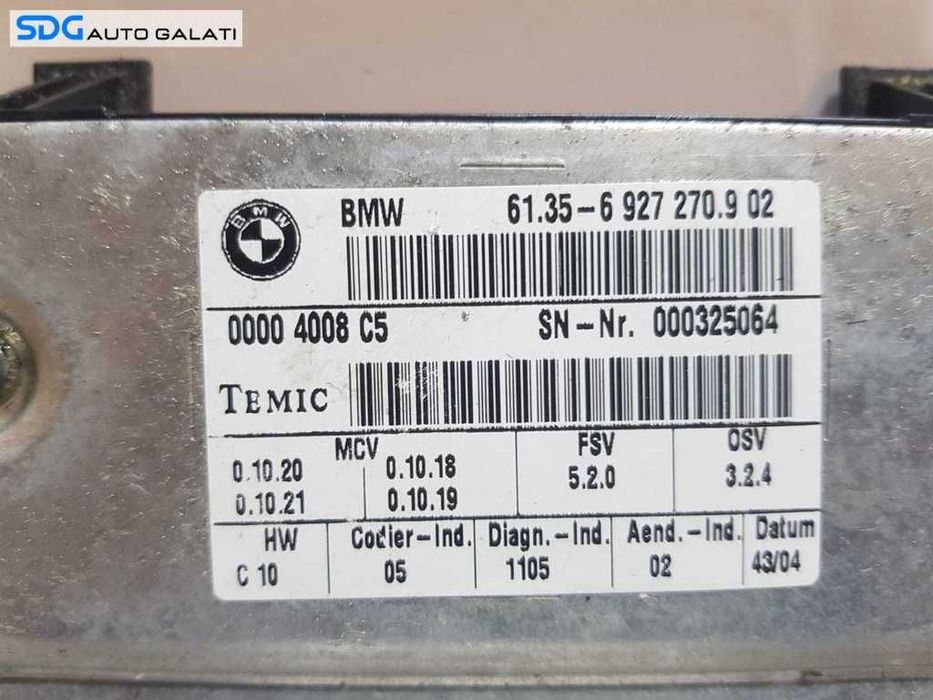 SDG AUTO GALATI
BMW
BMW 61.35-6 927 270.9 02
0000 4008 C5 SN-Nr. 000325064
TEMIC
MCV FSV OSV
0.10.20 0.10.18 5.2.0 3.2.4
0.10.21 0.10.19
HW Codier-Ind. Diagn.-Ind. Aend.-Ind. Datum
C 10 05 1105 02 43/04